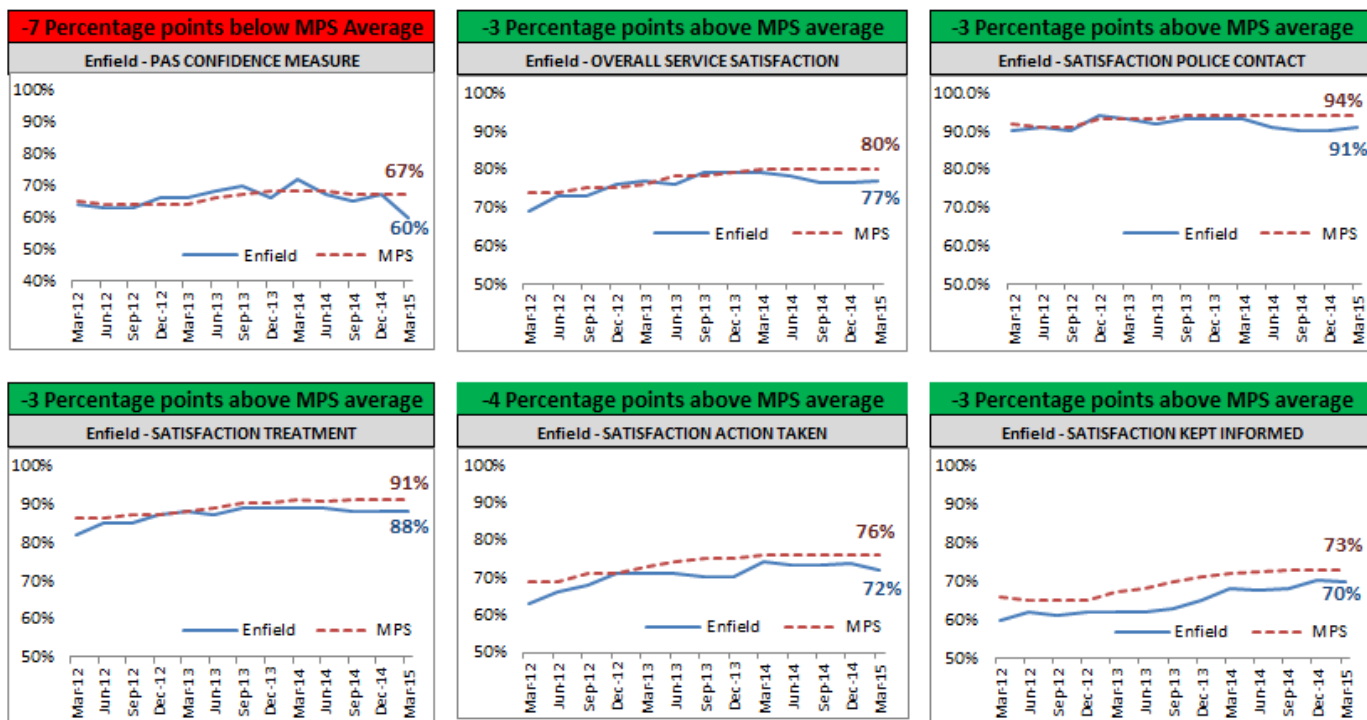 -7 Percentage points below MPS Average
Enfield - PAS CONFIDENCE MEASURE
100%
90%
80%
70%
60%
50%
40%
67%
60%
Enfield
MPS
Mar-12
Jun-12
Sep-12
Dec-12
Mar-13
Jun-13
Sep-13
Dec-13
Mar-14
Jun-14
Sep-14
Dec-14
Mar-15
-3 Percentage points above MPS average
Enfield - OVERALL SERVICE SATISFACTION
100%
90%
80%
70%
60%
50%
80%
77%
Enfield
MPS
Mar-12
Jun-12
Sep-12
Dec-12
Mar-13
Jun-13
Sep-13
Dec-13
Mar-14
Jun-14
Sep-14
Dec-14
Mar-15
-3 Percentage points above MPS average
Enfield - SATISFACTION POLICE CONTACT
100.0%
90.0%
80.0%
70.0%
60.0%
50.0%
94%
91%
Enfield
MPS
Mar-12
Jun-12
Sep-12
Dec-12
Mar-13
Jun-13
Sep-13
Dec-13
Mar-14
Jun-14
Sep-14
Dec-14
Mar-15
-3 Percentage points above MPS average
Enfield - SATISFACTION TREATMENT
100%
90%
80%
70%
60%
50%
91%
88%
Enfield
MPS
Mar-12
Jun-12
Sep-12
Dec-12
Mar-13
Jun-13
Sep-13
Dec-13
Mar-14
Jun-14
Sep-14
Dec-14
Mar-15
-4 Percentage points above MPS average
Enfield - SATISFACTION ACTION TAKEN
100%
90%
80%
70%
60%
50%
76%
72%
Enfield
MPS
Mar-12
Jun-12
Sep-12
Dec-12
Mar-13
Jun-13
Sep-13
Dec-13
Mar-14
Jun-14
Sep-14
Dec-14
Mar-15
-3 Percentage points above MPS average
Enfield - SATISFACTION KEPT INFORMED
100%
90%
80%
70%
60%
50%
73%
70%
Enfield
MPS
Mar-12
Jun-12
Sep-12
Dec-12
Mar-13
Jun-13
Sep-13
Dec-13
Mar-14
Jun-14
Sep-14
Dec-14
Mar-15